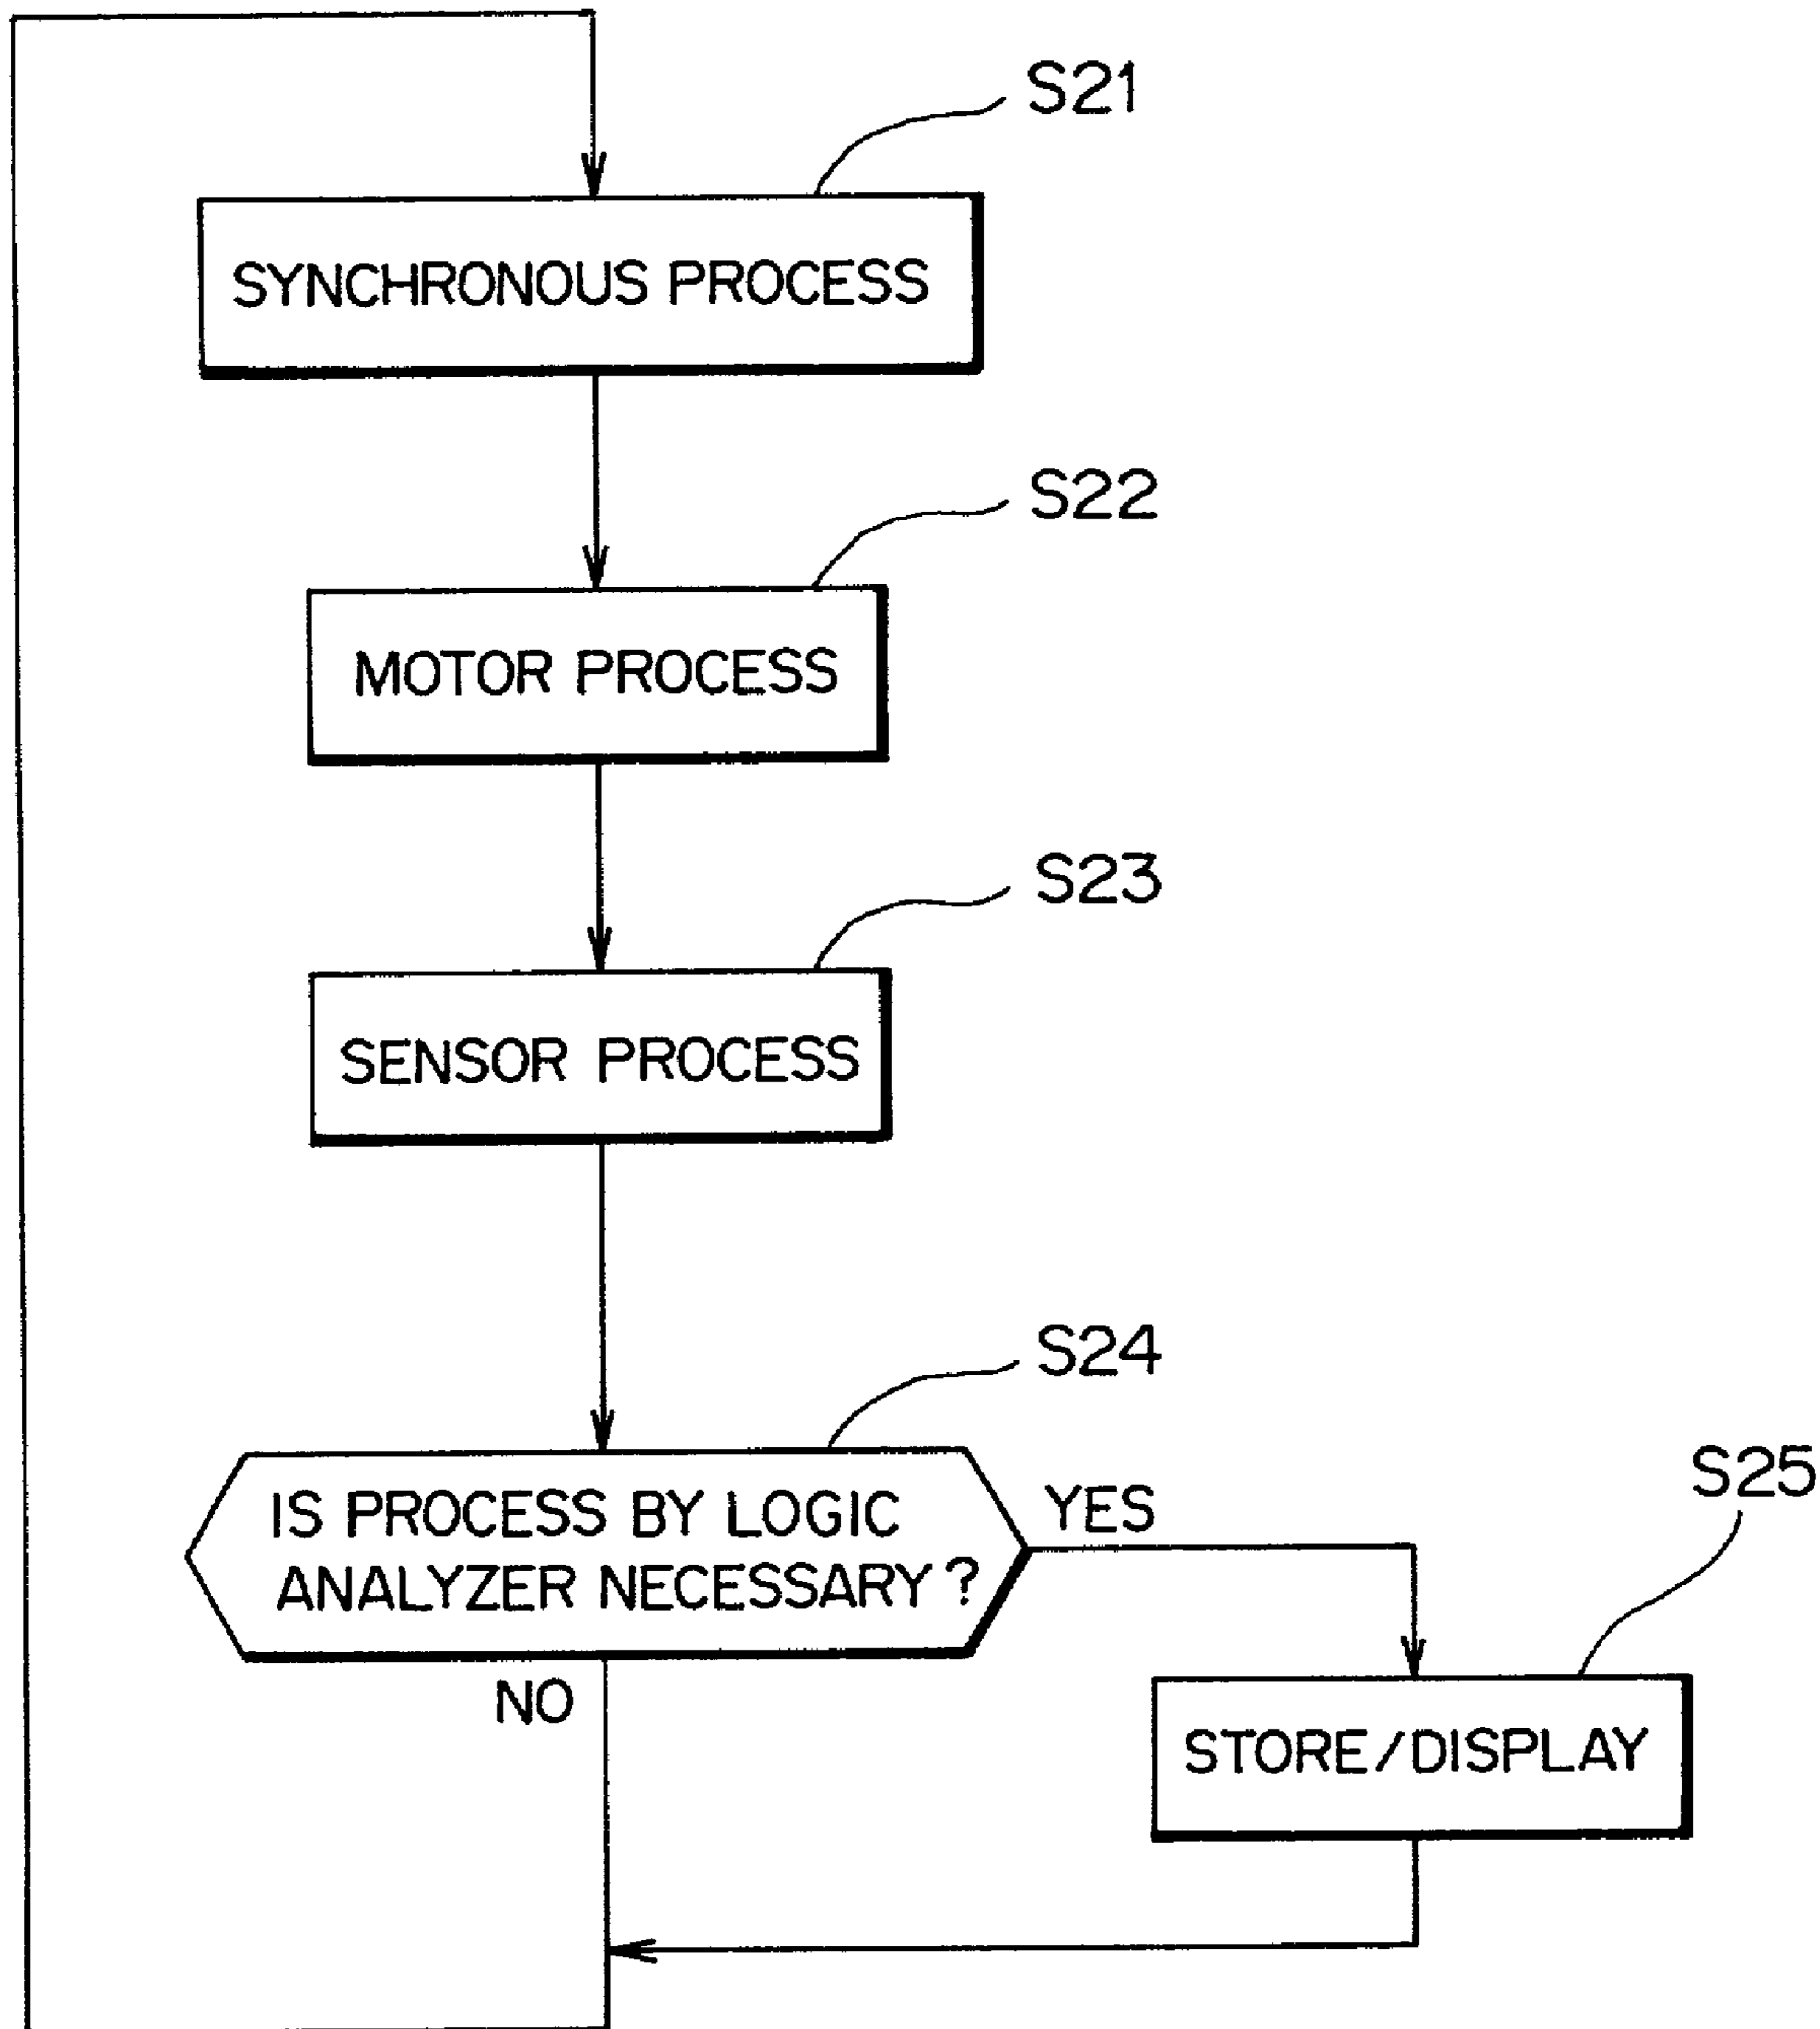 S21
SYNCHRONOUS PROCESS
S22
MOTOR PROCESS
S23
SENSOR PROCESS
S24
IS PROCESS BY LOGIC
ANALYZER NECESSARY?
YES
S25
NO
STORE/DISPLAY